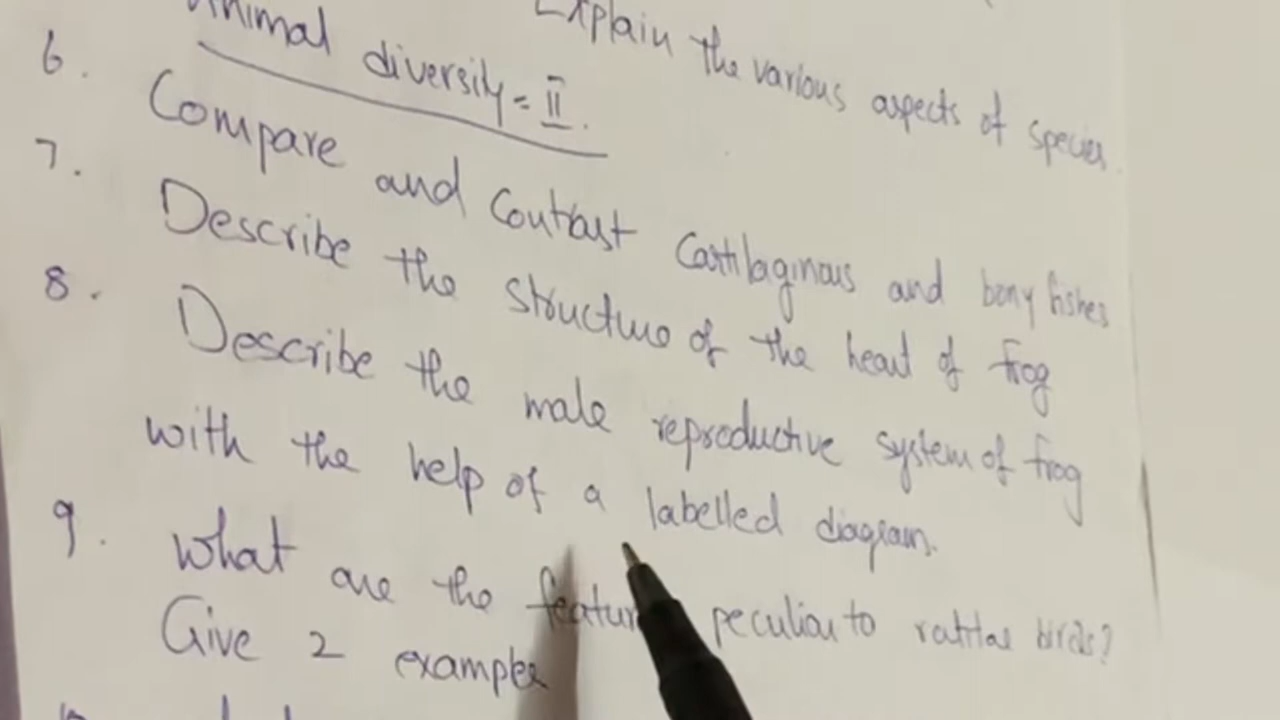 Explain the various aspects of species.
Animal diversity = II.
6. Compare and Contrast Cartilaginous and bony fishes
7. Describe the structure of the heart of frog
8. Describe the male reproductive system of frog
with the help of a labelled diagram.
9. What are the featur peculiar to ratitae birds?
Give 2 examples